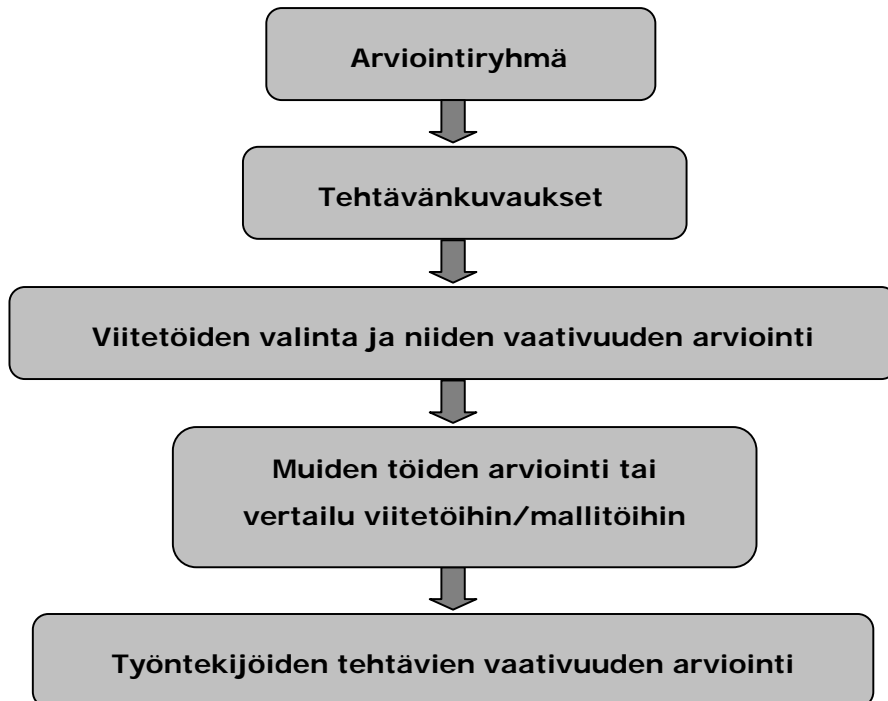 Arviointiryhmä
Tehtävänkuvaukset
Viitetöiden valinta ja niiden vaativuuden arviointi
Muiden töiden arviointi tai
vertailu viitetöihin/mallitöihin
Työntekijöiden tehtävien vaativuuden arviointi